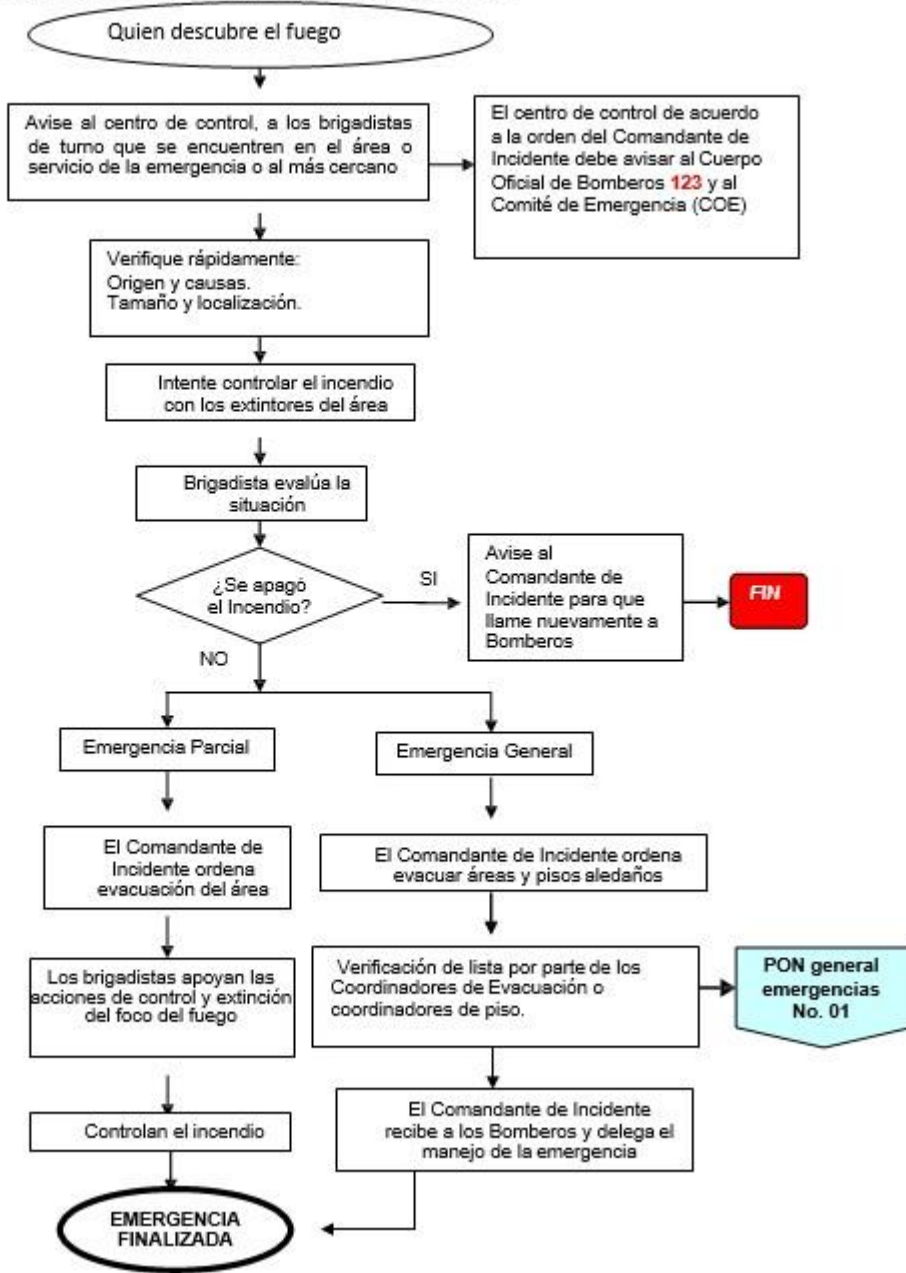 Quien descubre el fuego
Avise al centro de control, a los brigadistas
de turno que se encuentren en el área o
servicio de la emergencia o al más cercano
El centro de control de acuerdo
a la orden del Comandante de
Incidente debe avisar al Cuerpo
Oficial de Bomberos 123 y al
Comité de Emergencia (COE)
Verifique rápidamente:
Origen y causas.
Tamaño y localización.
Intente controlar el incendio
con los extintores del área
Brigadista evalúa la
situación
¿Se apagó
el Incendio?
SI
Avise al
Comandante de
Incidente para que
llame nuevamente a
Bomberos
FIN
NO
Emergencia Parcial
Emergencia General
El Comandante de
Incidente ordena
evacuación del área
El Comandante de Incidente ordena
evacuar áreas y pisos aledaños
Los brigadistas apoyan las
acciones de control y extinción
del foco del fuego
Verificación de lista por parte de los
Coordinadores de Evacuación o
coordinadores de piso.
PON general
emergencias
No. 01
Controlan el incendio
El Comandante de Incidente
recibe a los Bomberos y delega el
manejo de la emergencia
EMERGENCIA
FINALIZADA